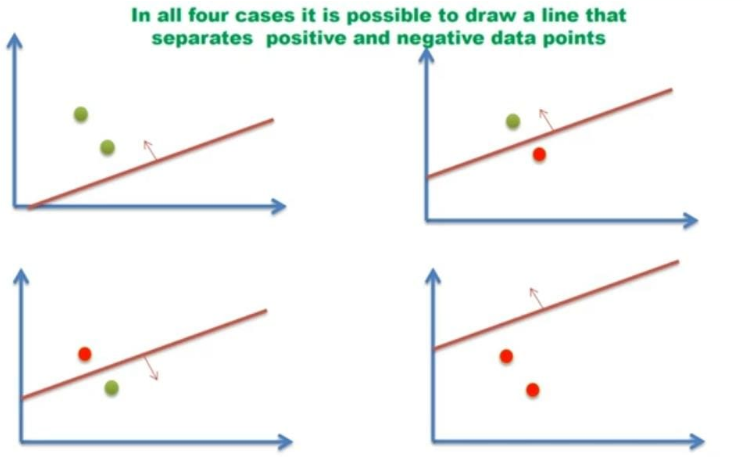 In all four cases it is possible to draw a line that
separates positive and negative data points